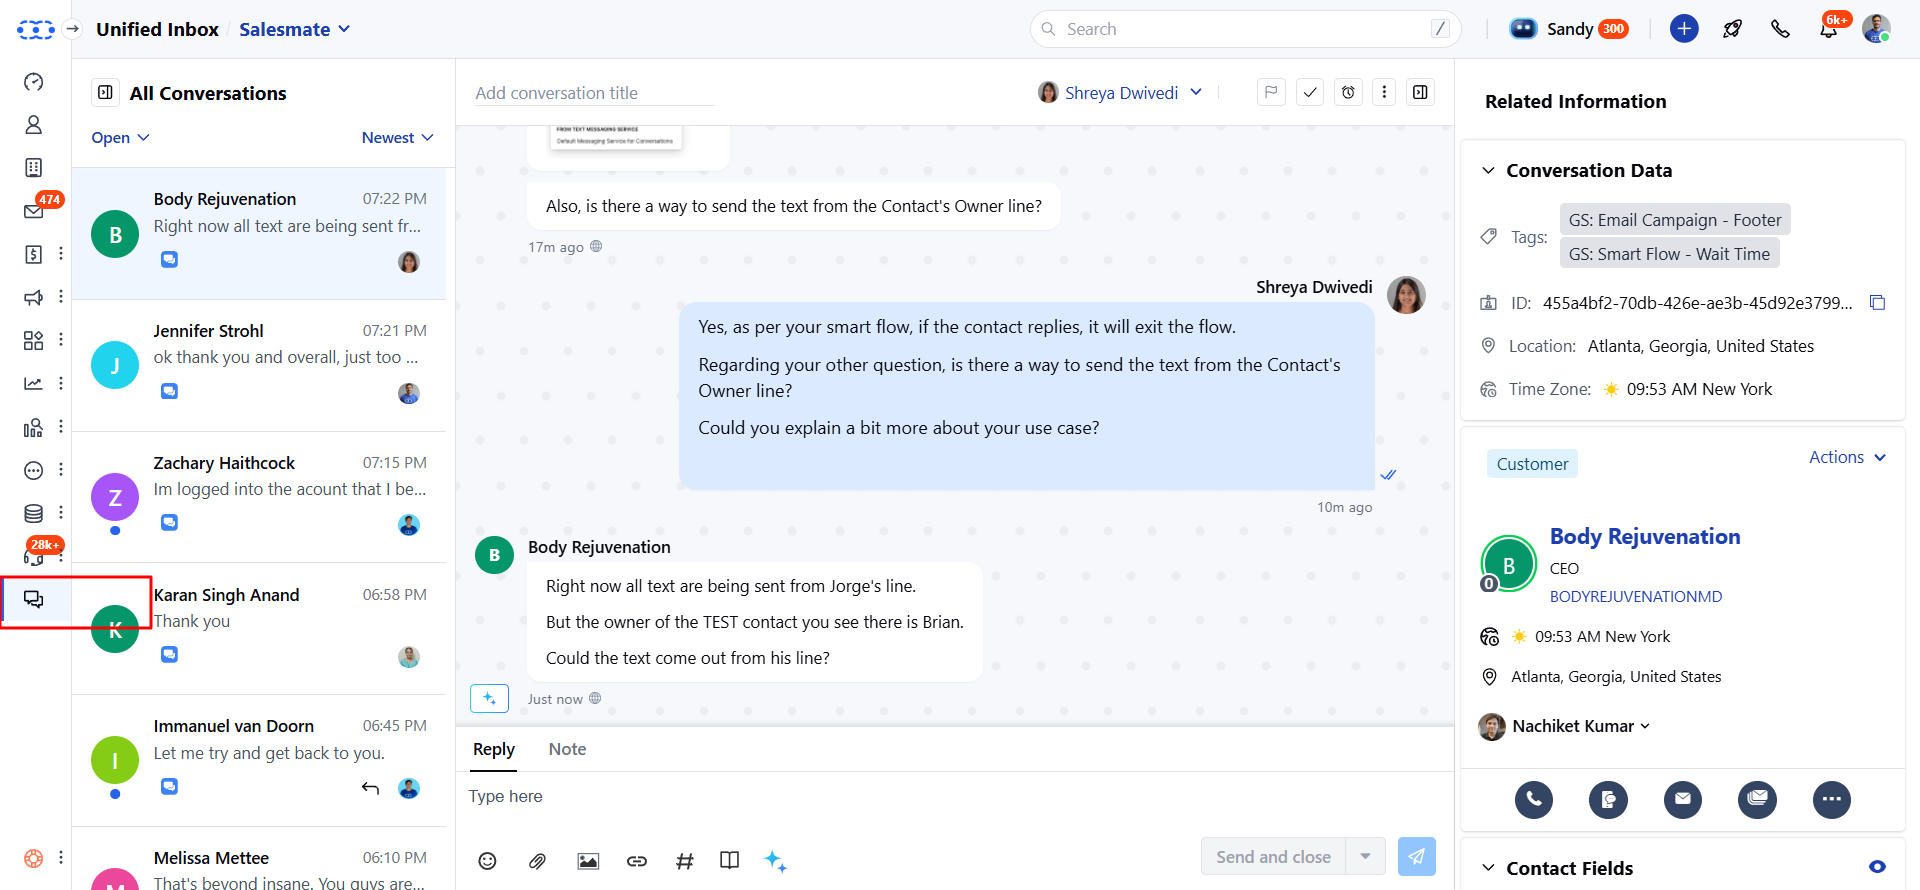 Unified Inbox / Salesmate
Search /
Sandy 300
6k+
474
28k+
All Conversations
Open
Newest
B
Body Rejuvenation 07:22 PM
Right now all text are being sent fr...
J
Jennifer Strohl 07:21 PM
ok thank you and overall, just too ...
Z
Zachary Haithcock 07:15 PM
Im logged into the acount that I be...
K
Karan Singh Anand 06:58 PM
Thank you
I
Immanuel van Doorn 06:45 PM
Let me try and get back to you.
M
Melissa Mettee 06:10 PM
That's beyond insane. You guys are...
Add conversation title
Shreya Dwivedi
FROM TEXT MESSAGING SERVICE
Default Messaging Service for Conversations
Also, is there a way to send the text from the Contact's Owner line?
17m ago
Shreya Dwivedi
Yes, as per your smart flow, if the contact replies, it will exit the flow.
Regarding your other question, is there a way to send the text from the Contact's
Owner line?
Could you explain a bit more about your use case?
10m ago
B
Body Rejuvenation
Right now all text are being sent from Jorge's line.
But the owner of the TEST contact you see there is Brian.
Could the text come out from his line?
Just now
Reply
Note
Type here
Send and close
Related Information
Conversation Data
Tags:
GS: Email Campaign - Footer
GS: Smart Flow - Wait Time
ID: 455a4bf2-70db-426e-ae3b-45d92e3799...
Location: Atlanta, Georgia, United States
Time Zone: 09:53 AM New York
Customer
Actions
B
0
Body Rejuvenation
CEO
BODYREJUVENATIONMD
09:53 AM New York
Atlanta, Georgia, United States
Nachiket Kumar
Contact Fields